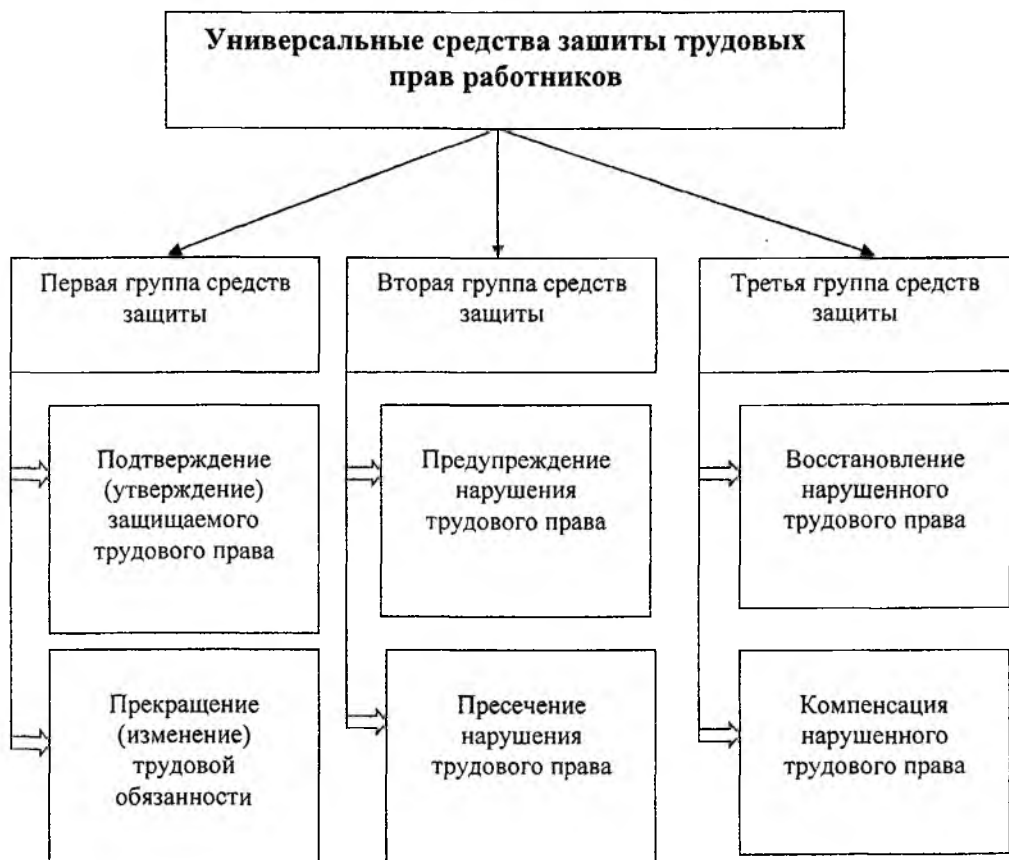 Универсальные средства зашиты трудовых
прав работников
Первая группа средств
защиты
Вторая группа средств
защиты
Третья группа средств
защиты
Подтверждение
(утверждение)
защищаемого
трудового права
Предупреждение
нарушения
трудового права
Восстановление
нарушенного
трудового права
Прекращение
(изменение)
трудовой
обязанности
Пресечение
нарушения
трудового права
Компенсация
нарушенного
трудового права